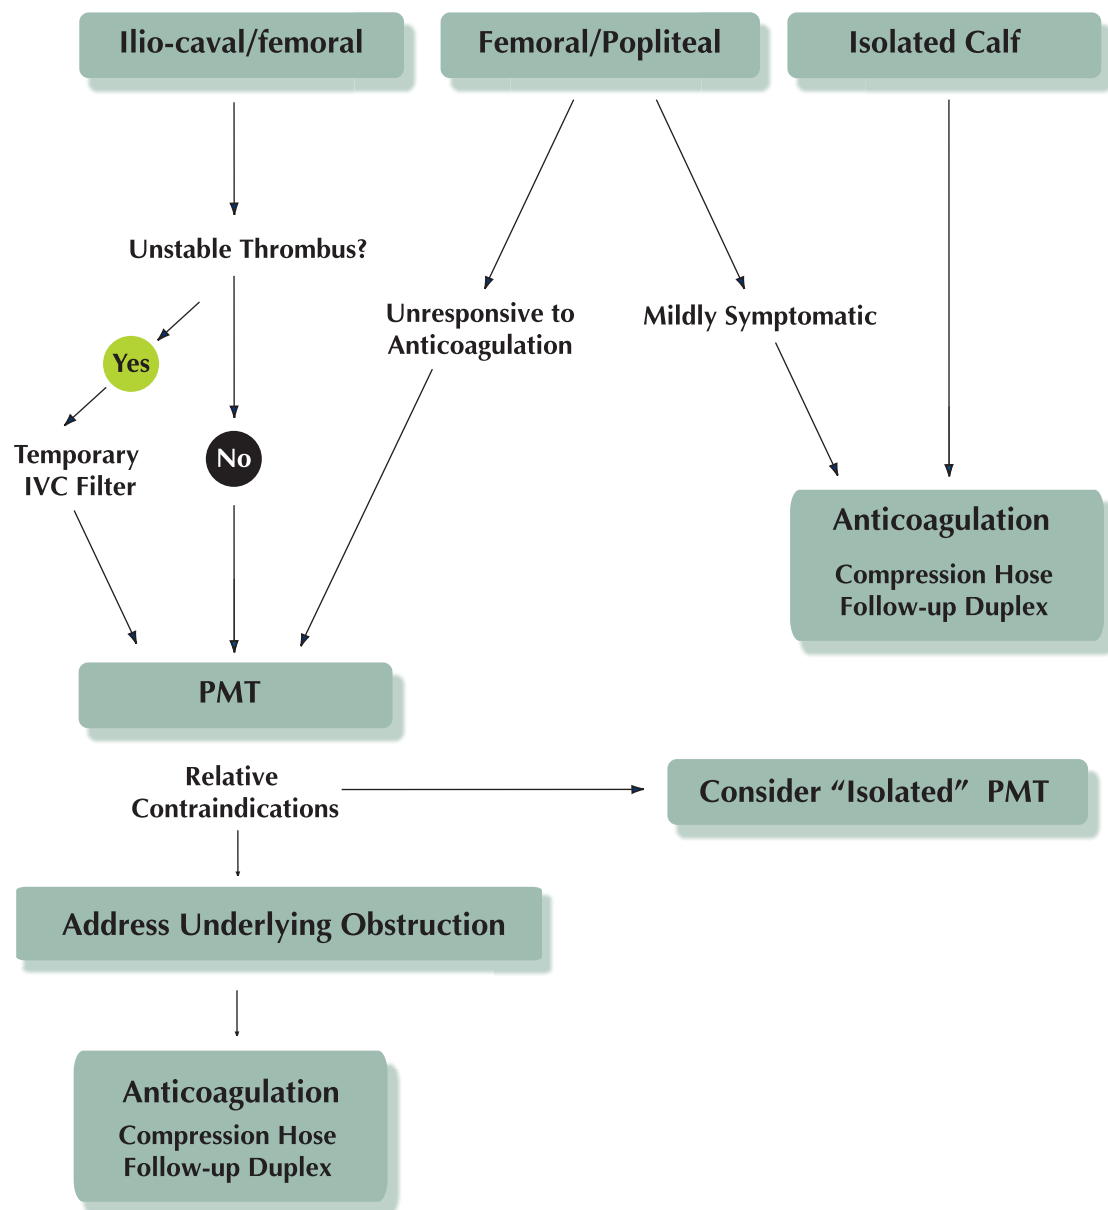 Ilio-caval/femoral
Femoral/Popliteal
Isolated Calf
Unstable Thrombus?
Unresponsive to
Anticoagulation
Mildly Symptomatic
Yes
No
Temporary
IVC Filter
Anticoagulation
Compression Hose
Follow-up Duplex
PMT
Relative
Contraindications
Consider “Isolated” PMT
Address Underlying Obstruction
Anticoagulation
Compression Hose
Follow-up Duplex